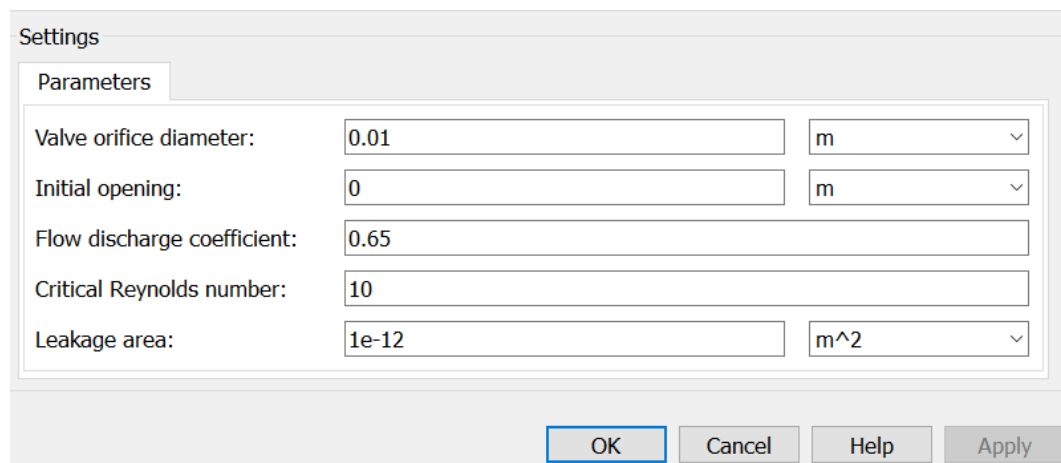 Settings
Parameters
Valve orifice diameter: 0.01 m
Initial opening: 0 m
Flow discharge coefficient: 0.65
Critical Reynolds number: 10
Leakage area: 1e-12 m^2
OK Cancel Help Apply